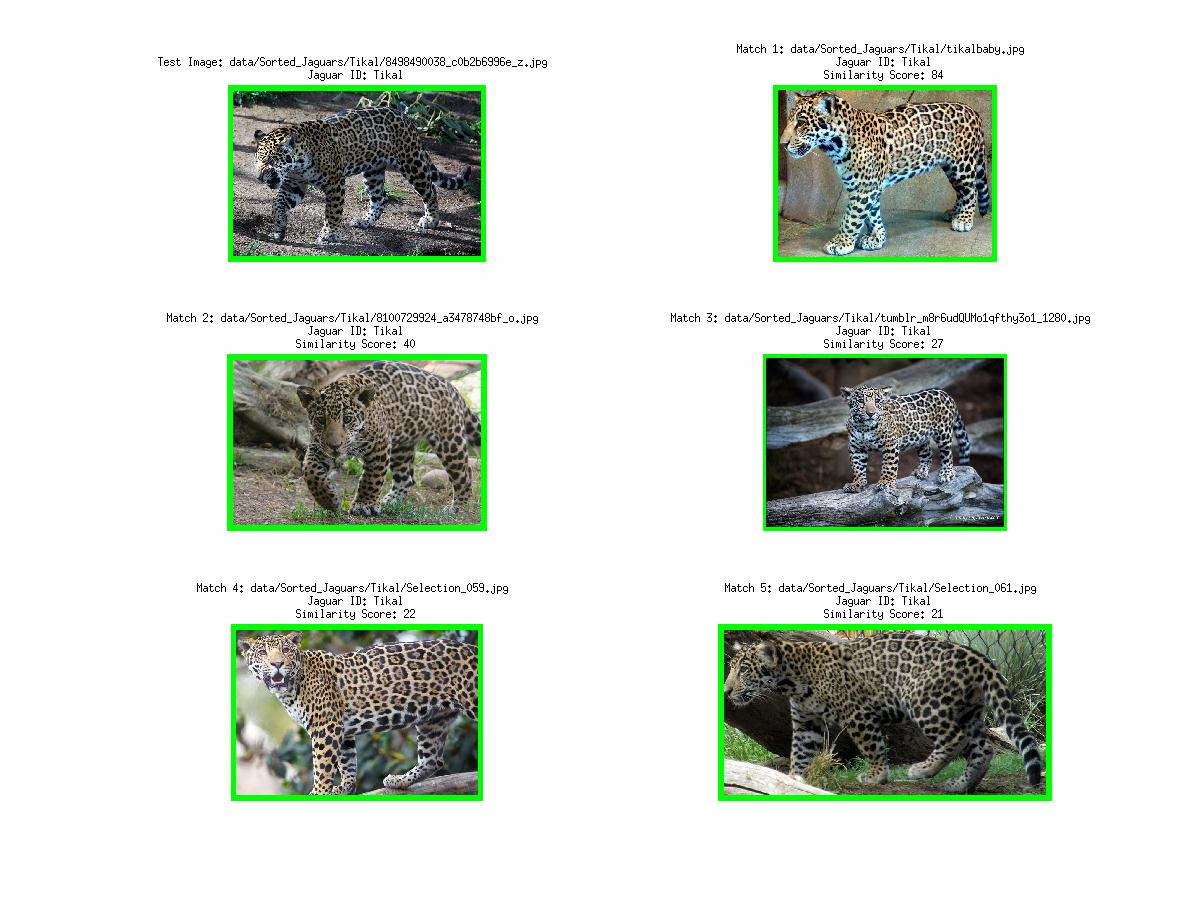 Test Image: data/Sorted_Jaguars/Tikal/8498490038_c0b2b6996e_z.jpg
Jaguar ID: Tikal
Match 1: data/Sorted_Jaguars/Tikal/tikalbaby.jpg
Jaguar ID: Tikal
Similarity Score: 84
Match 2: data/Sorted_Jaguars/Tikal/8100729924_a3478748bf_o.jpg
Jaguar ID: Tikal
Similarity Score: 40
Match 3: data/Sorted_Jaguars/Tikal/tumblr_m8r6udQUMo1qfthy3o1_1280.jpg
Jaguar ID: Tikal
Similarity Score: 27
Match 4: data/Sorted_Jaguars/Tikal/Selection_059.jpg
Jaguar ID: Tikal
Similarity Score: 22
Match 5: data/Sorted_Jaguars/Tikal/Selection_061.jpg
Jaguar ID: Tikal
Similarity Score: 21